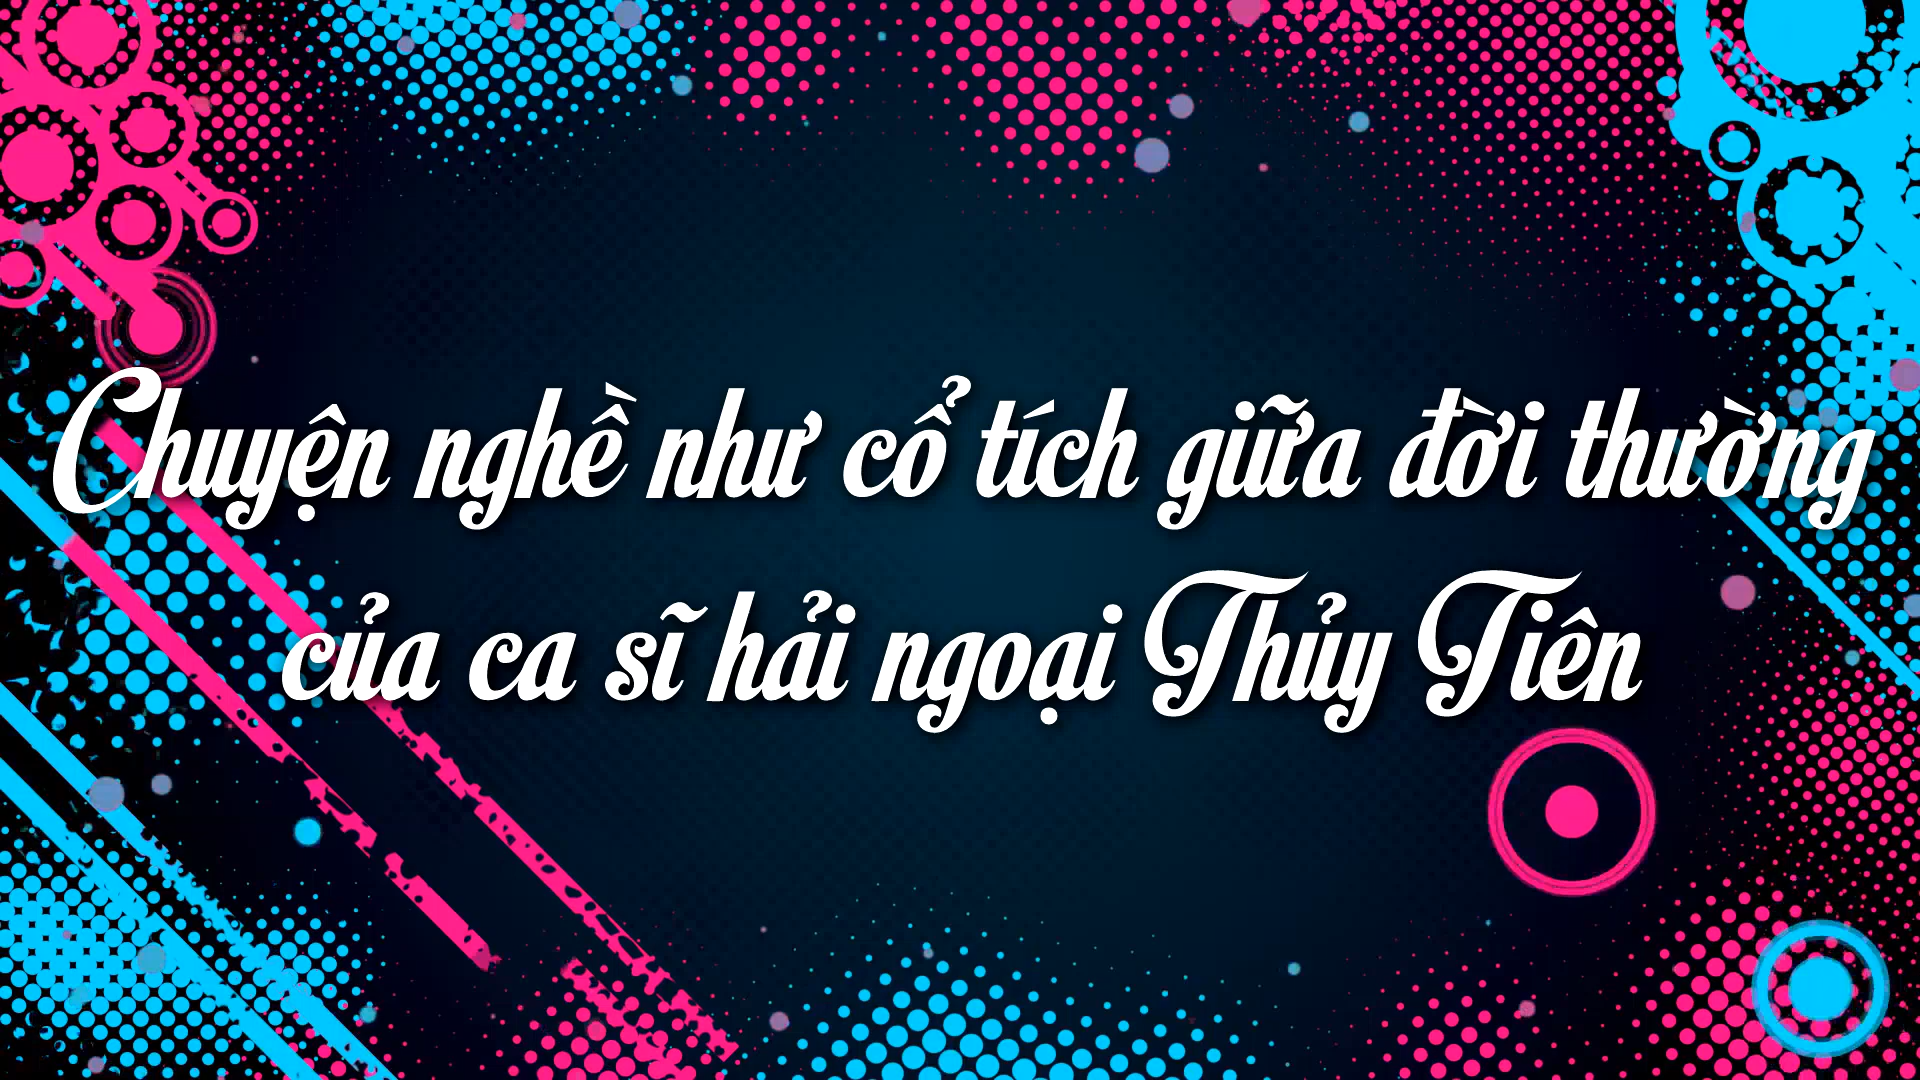 Chuyện nghề như cổ tích giữa đời thường
của ca sĩ hải ngoại Thủy Tiên